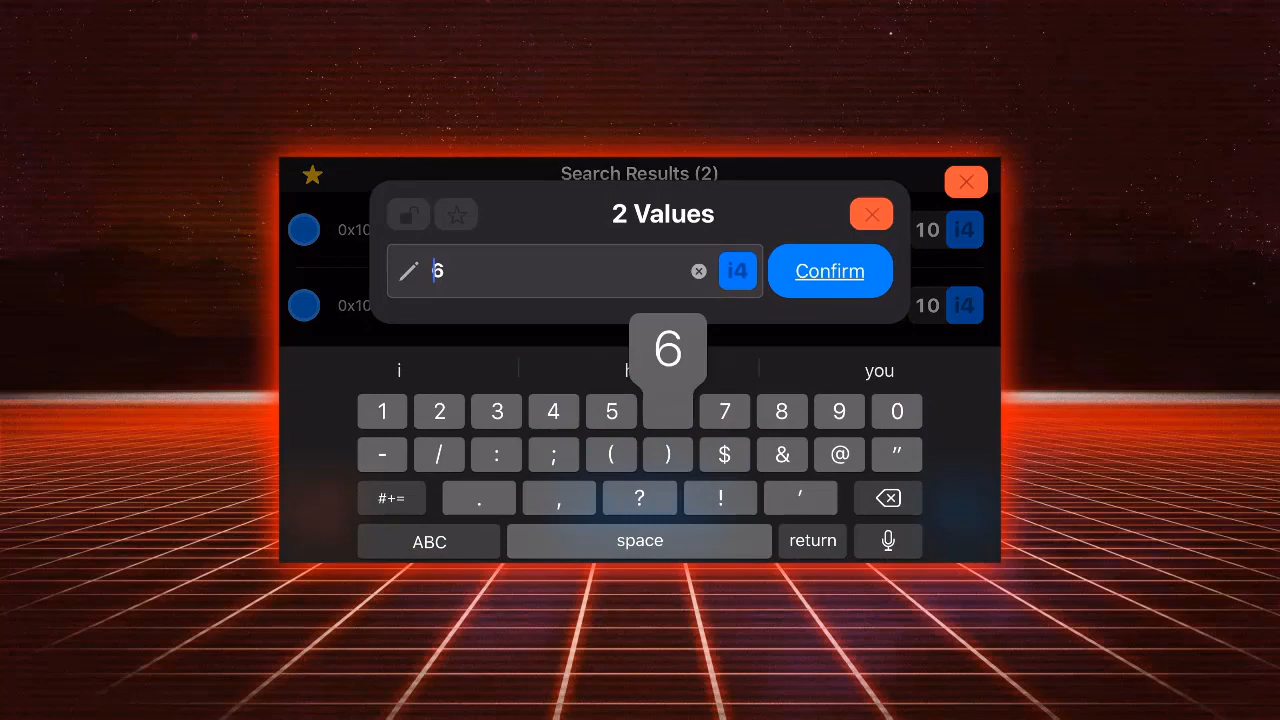 Search Results (2)
2 Values
0x10
10 i4
6
i4
Confirm
0x10
10 i4
6
i
you
1 2 3 4 5 7 8 9 0
- / : ; ( ) $ & @ "
#+= . , ? ! '
ABC space return